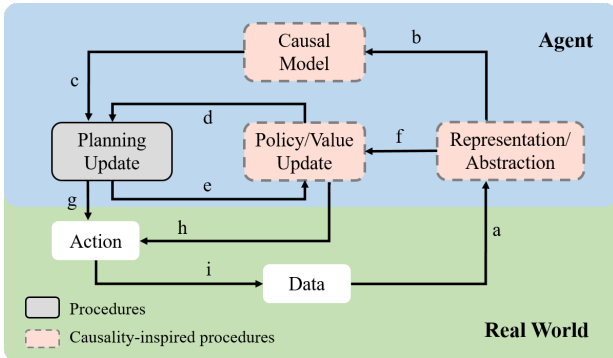 Causal
Model
b
Agent
c
d
Planning
Update
Policy/Value
Update
f
Representation/
Abstraction
e
g
h
a
Action
i
Data
Procedures
Causality-inspired procedures
Real World